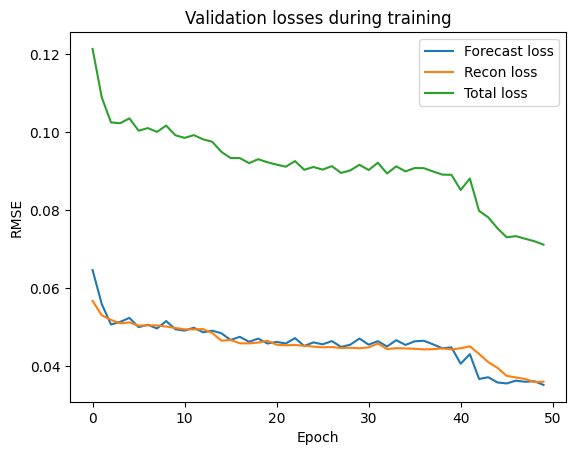 Validation losses during training
Forecast loss
Recon loss
Total loss
RMSE
0.12
0.10
0.08
0.06
0.04
0
10
20
30
40
50
Epoch